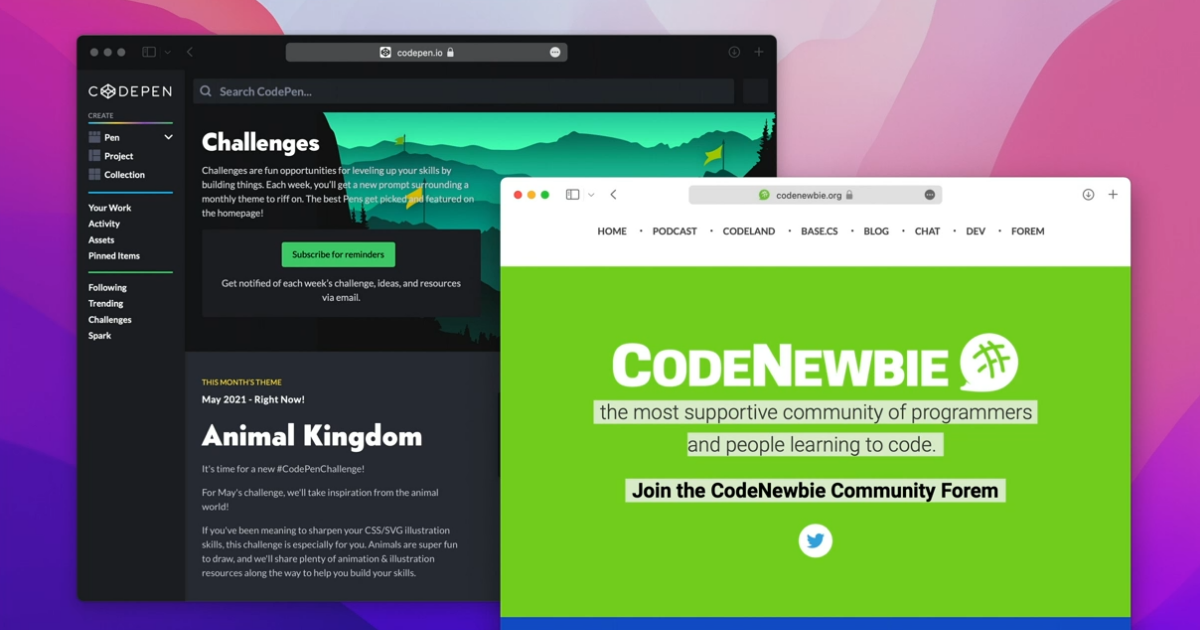 codepen.io
CODEPEN
Search CodePen...
CREATE
Pen
Project
Collection
Your Work
Activity
Assets
Pinned Items
Following
Trending
Challenges
Spark
Challenges
Challenges are fun opportunities for leveling up your skills by
building things. Each week, you'll get a new prompt surrounding a
monthly theme to riff on. The best Pens get picked and featured on
the homepage!
Subscribe for reminders
Get notified of each week's challenge, ideas, and resources
via email.
THIS MONTH'S THEME
May 2021 - Right Now!
Animal Kingdom
It's time for a new #CodePenChallenge!
For May's challenge, we'll take inspiration from the animal
world!
If you've been meaning to sharpen your CSS/SVG illustration
skills, this challenge is especially for you. Animals are super fun
to draw, and we'll share plenty of animation & illustration
resources along the way to help you build your skills.
codenewbie.org
HOME · PODCAST · CODELAND · BASE.CS · BLOG · CHAT · DEV · FOREM
CODENEWBIE
the most supportive community of programmers
and people learning to code.
Join the CodeNewbie Community Forem